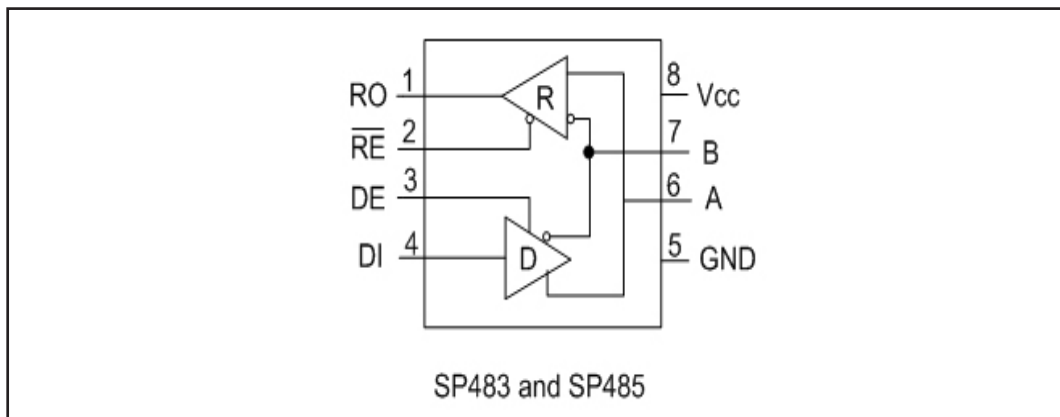 RO 1
R
8 Vcc
RE 2
7 B
DE 3
6 A
DI 4
D
5 GND
SP483 and SP485